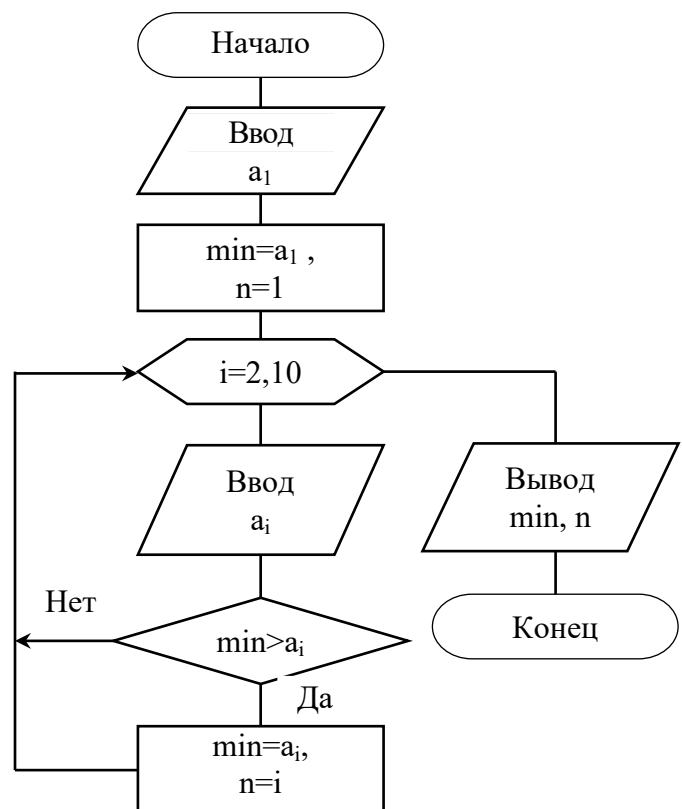 Начало
Ввод
a₁
min=a₁ ,
n=1
i=2,10
Ввод
aᵢ
Вывод
min, n
Нет
min>aᵢ
Конец
Да
min=aᵢ,
n=i